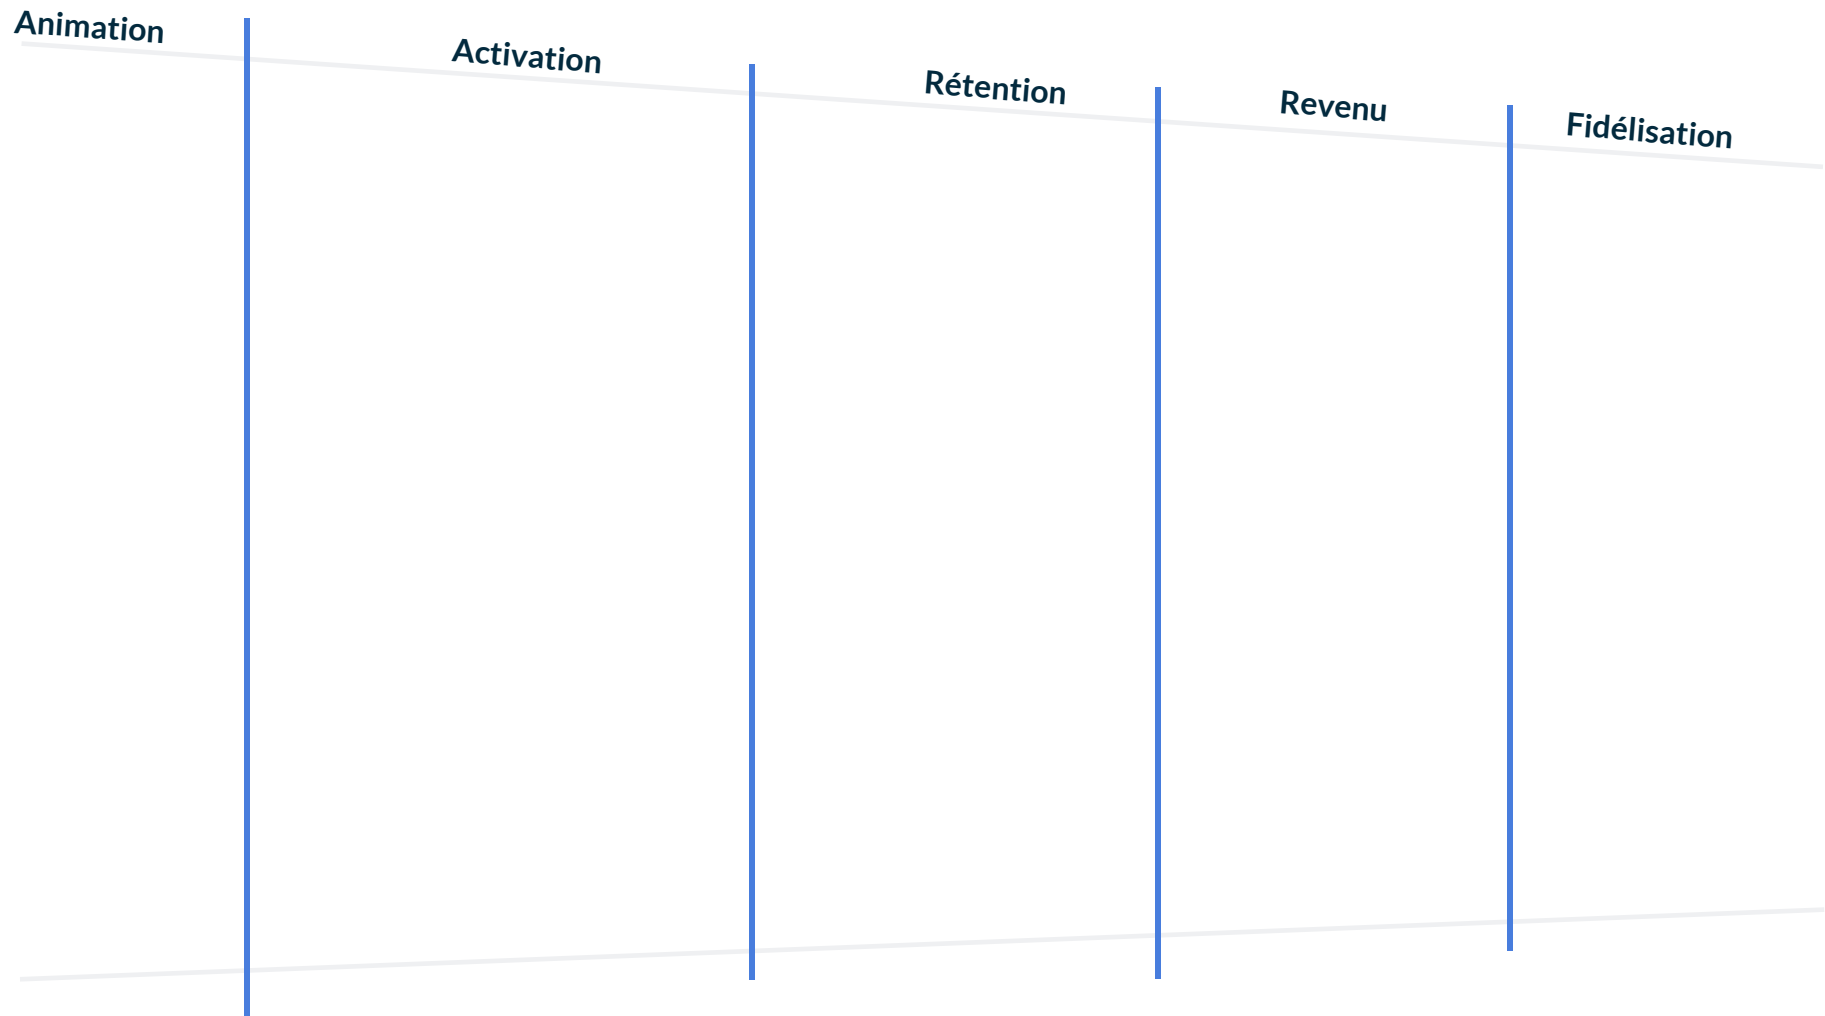 Animation
Activation
Rétention
Revenu
Fidélisation